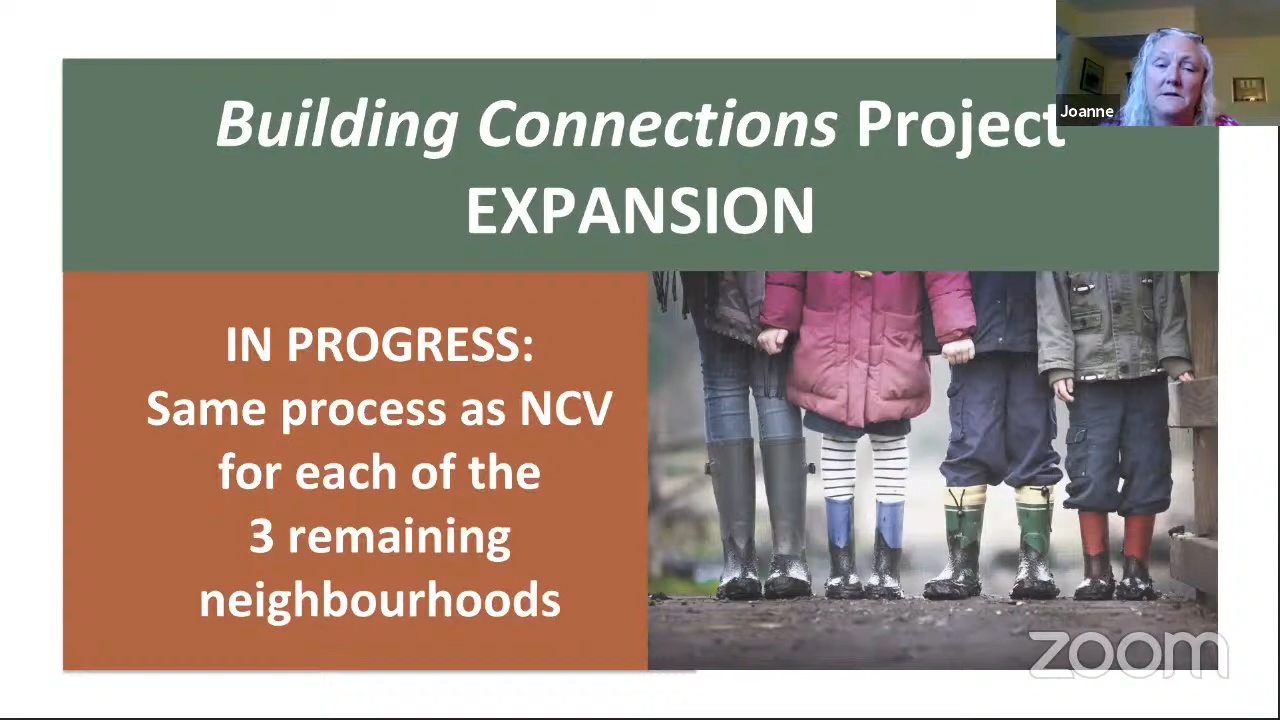 Building Connections Project
EXPANSION
Joanne
IN PROGRESS:
Same process as NCV
for each of the
3 remaining
neighbourhoods
zoom